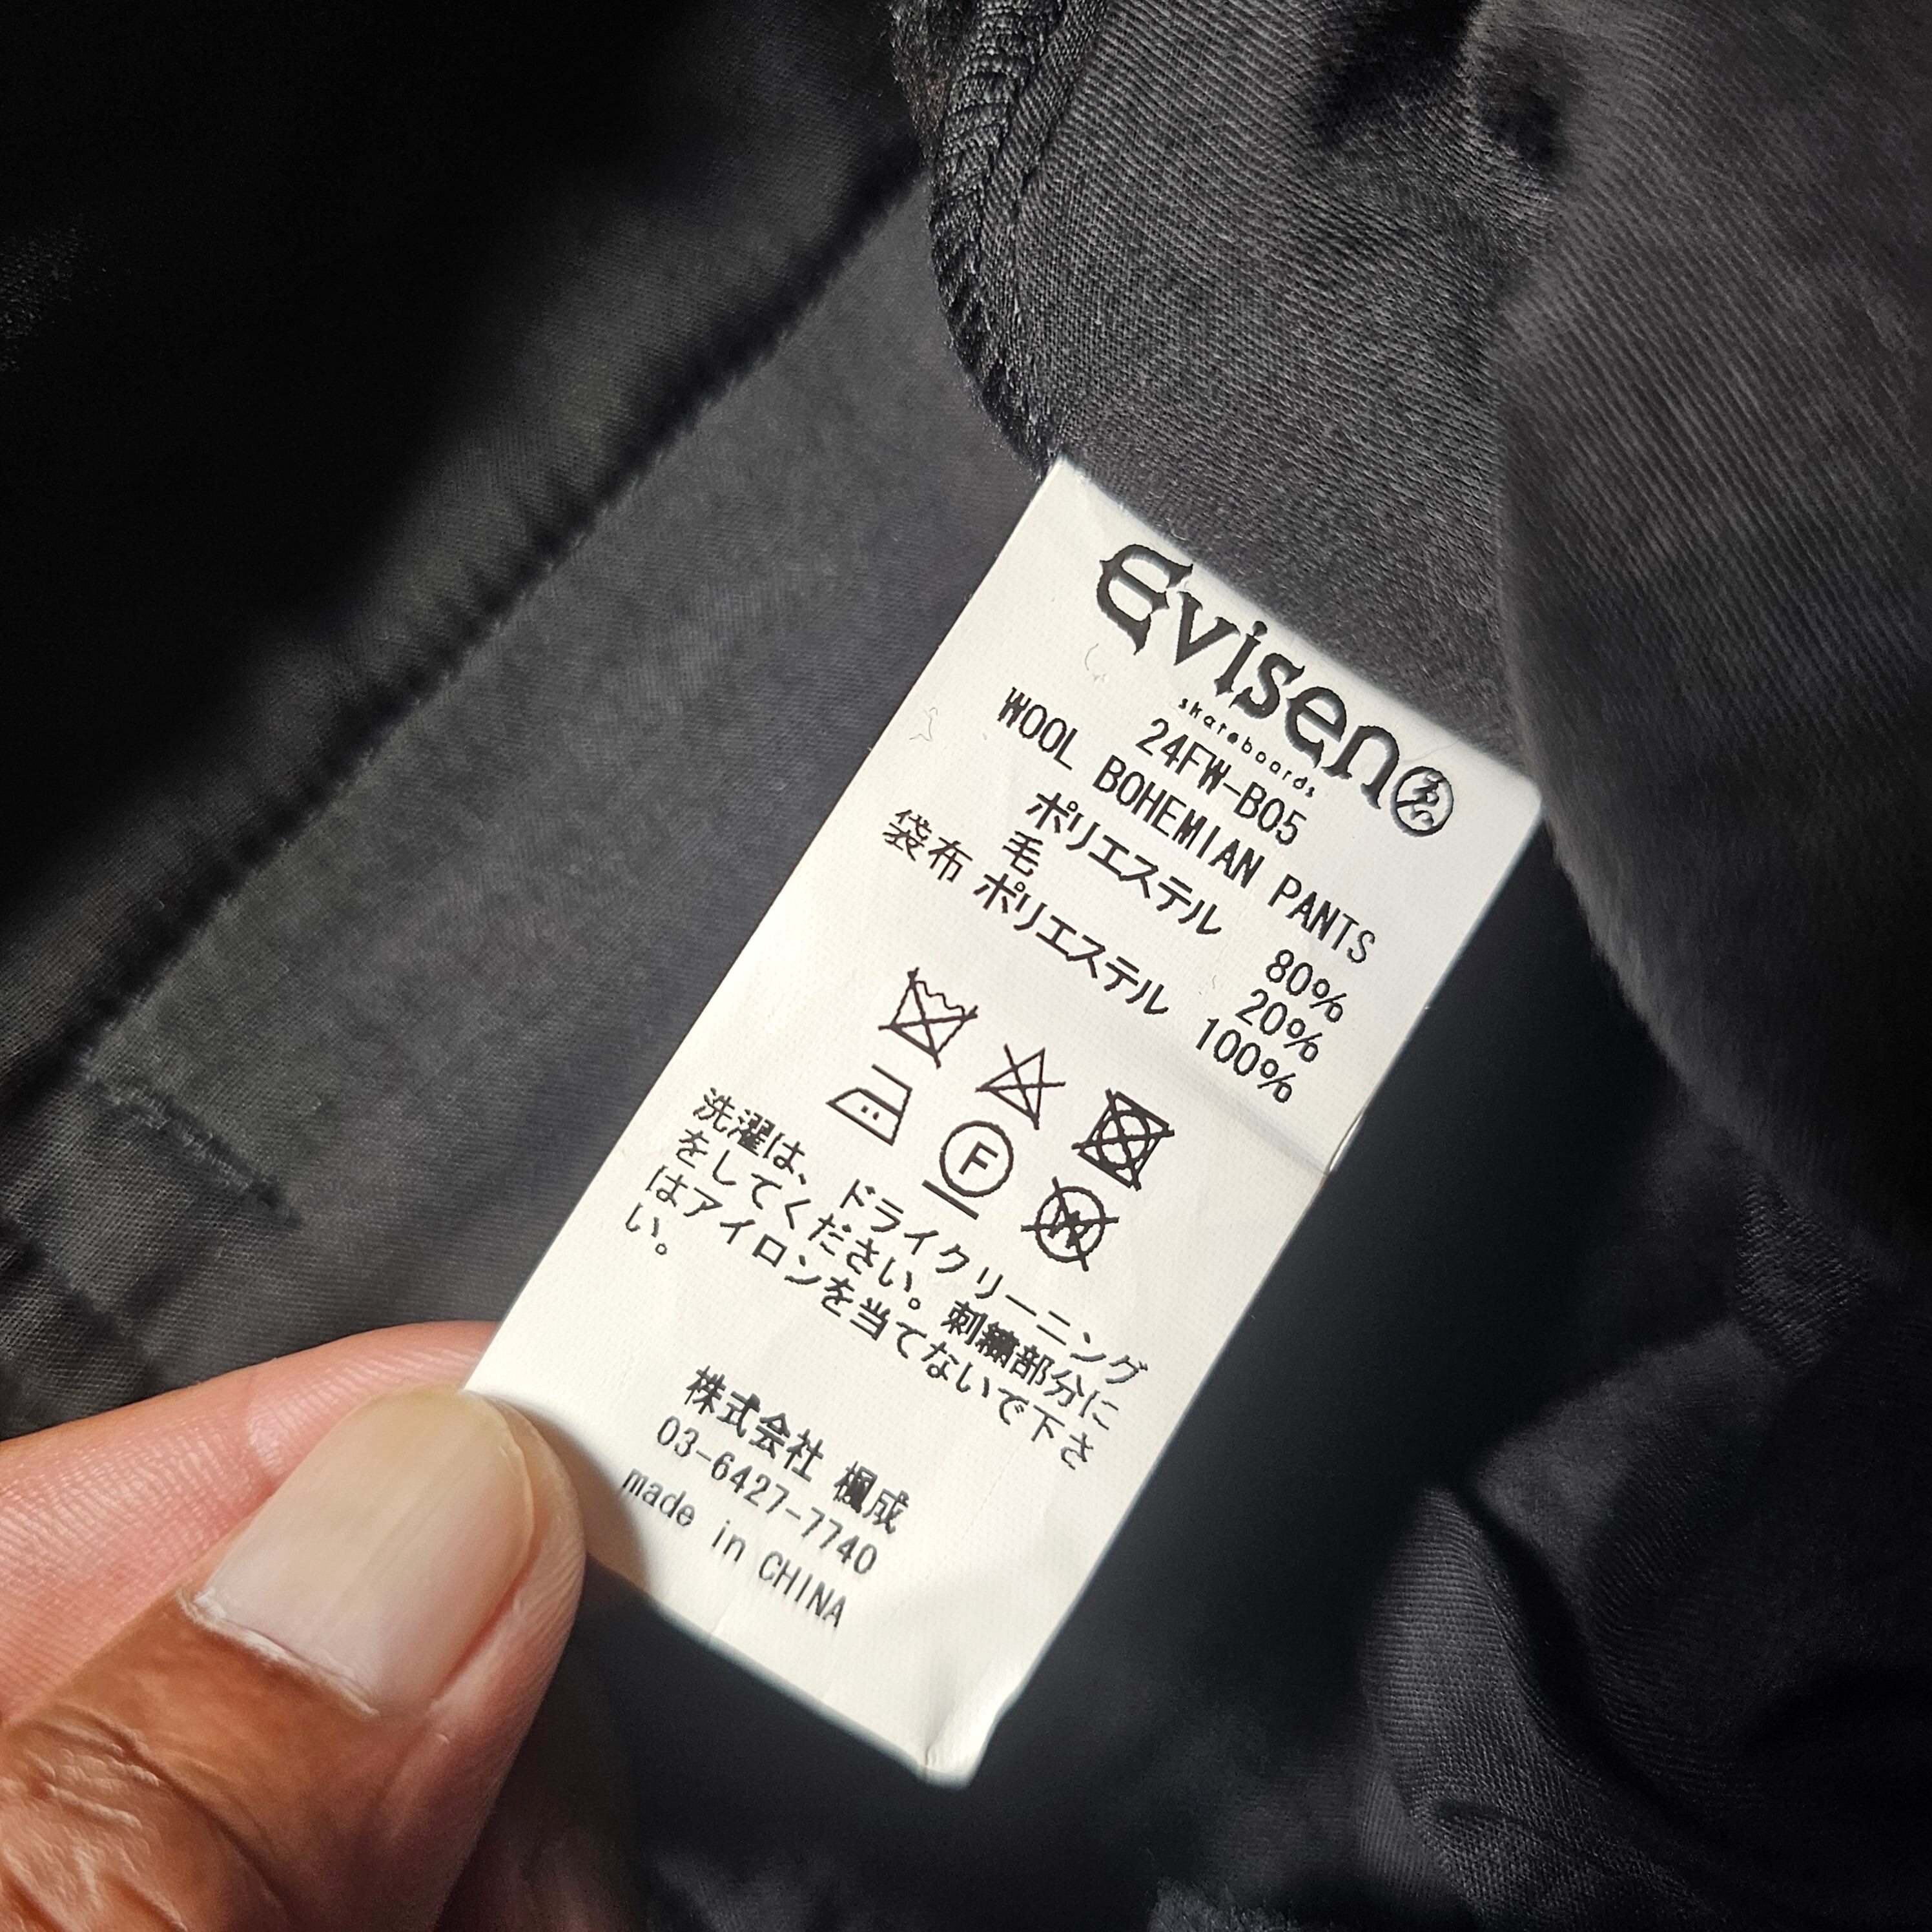 Evisen
skateboards
24FW-B05
WOOL BOHEMIAN PANTS
ポリエステル 80%
毛 20%
袋布 ポリエステル 100%
F
W
洗濯は、ドライクリーニング
をしてください。刺繍部分に
はアイロンを当てないで下さ
い。
株式会社 楓成
03-6427-7740
made in CHINA